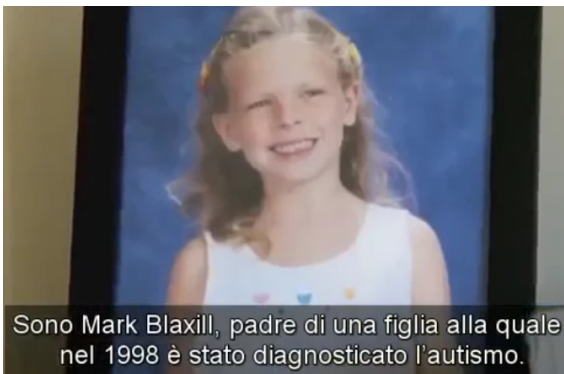 Sono Mark Blaxill, padre di una figlia alla quale
nel 1998 è stato diagnosticato l'autismo.